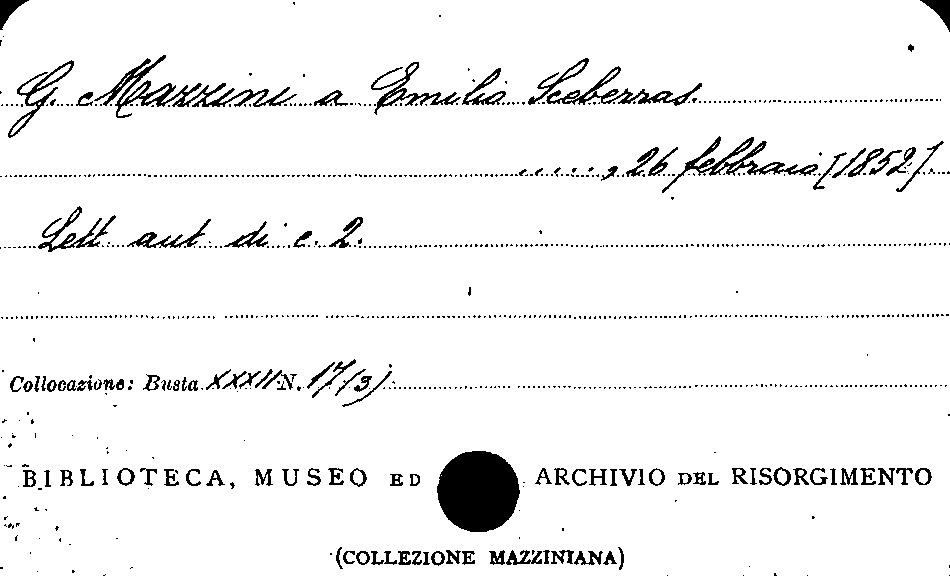 G. Mazzini a Emilio Sceberras.
....., 26 febbraio [1852].
Lett. aut. di c. 2.
Collocazione: Busta XXXII N. 17/3)
BIBLIOTECA, MUSEO ED ARCHIVIO DEL RISORGIMENTO
(COLLEZIONE MAZZINIANA)